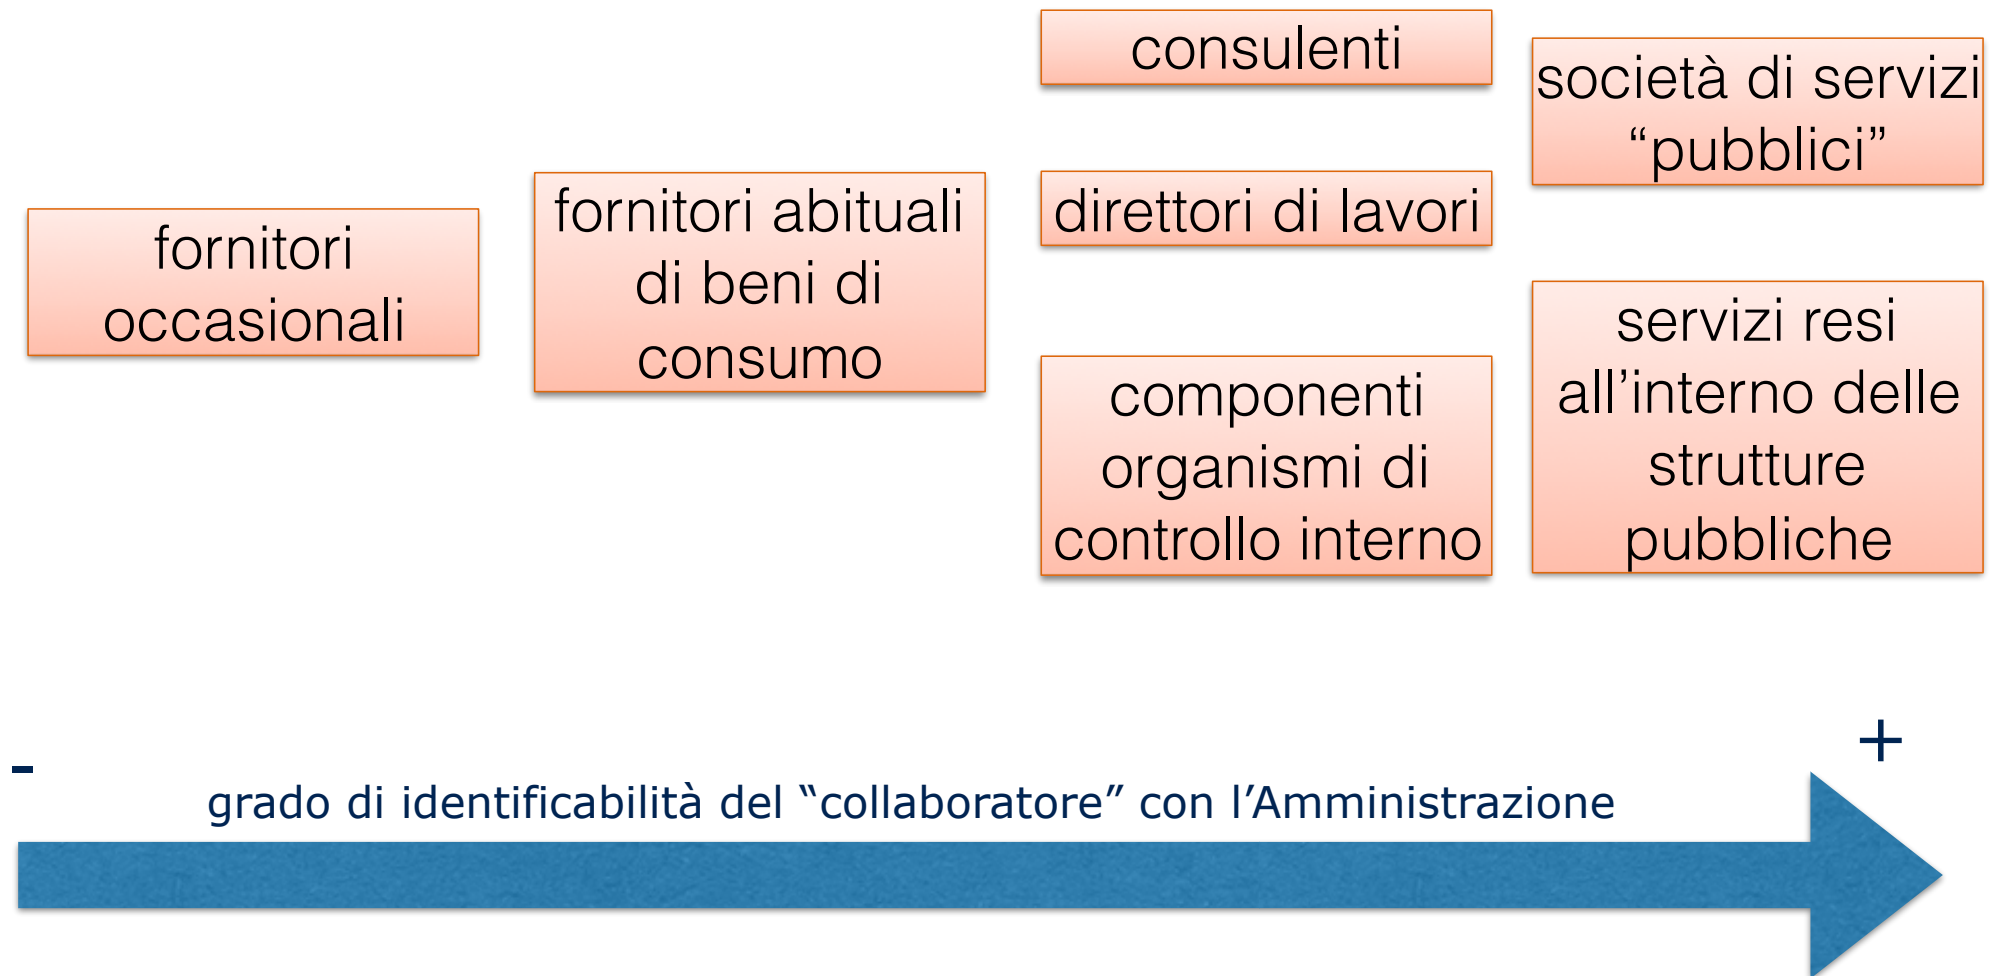 fornitori
occasionali
fornitori abituali
di beni di
consumo
consulenti
direttori di lavori
componenti
organismi di
controllo interno
società di servizi
“pubblici”
servizi resi
all’interno delle
strutture
pubbliche
-
+
grado di identificabilità del “collaboratore” con l’Amministrazione